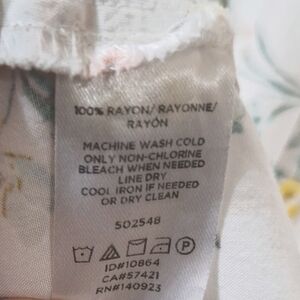 100% RAYON/ RAYONNE/
RAYÓN
MACHINE WASH COLD
ONLY NON-CHLORINE
BLEACH WHEN NEEDED
LINE DRY
COOL IRON IF NEEDED
OR DRY CLEAN
502548
P
ID#10864
CA#57421
RN#140923